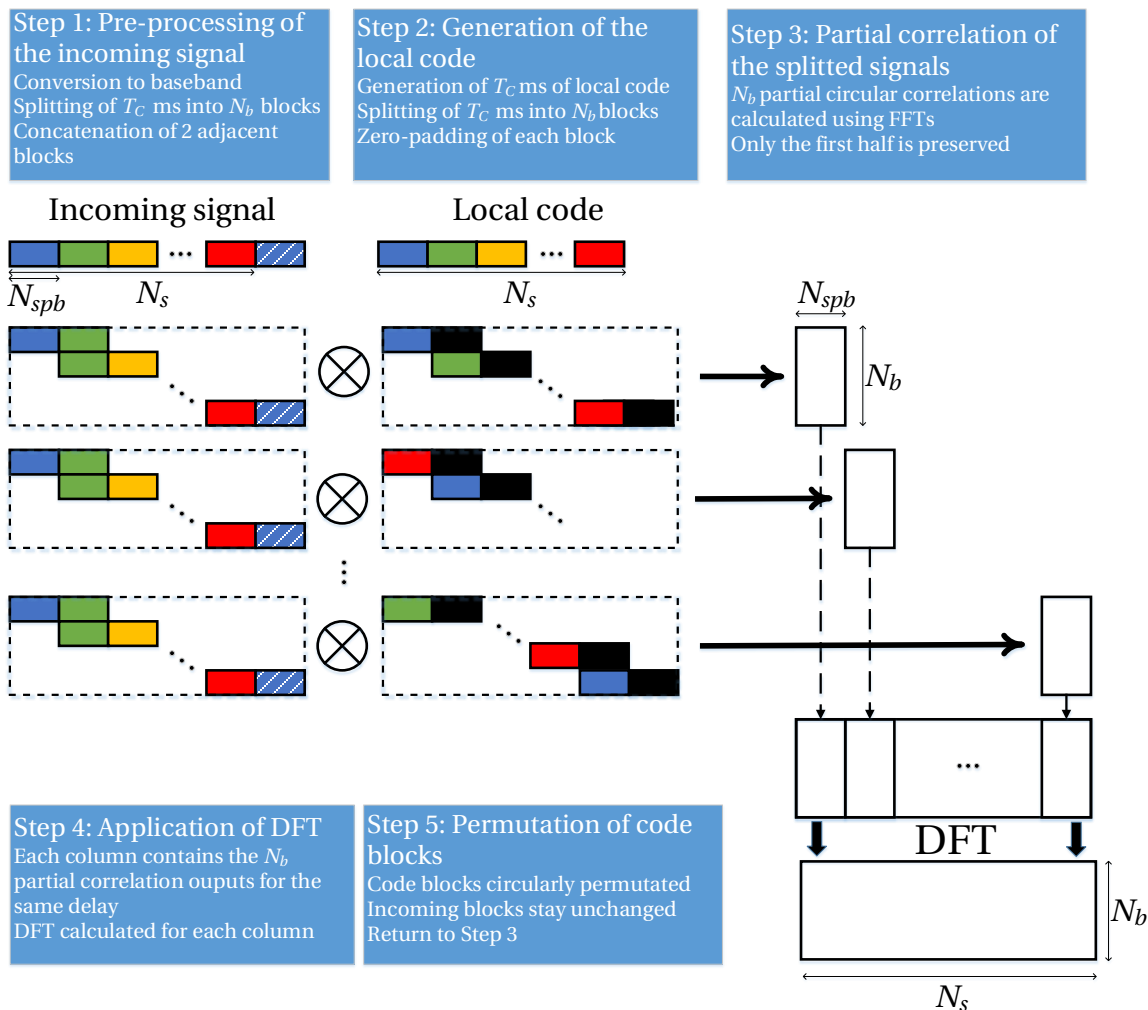 Step 1: Pre-processing of
the incoming signal
Conversion to baseband
Splitting of T_C ms into N_b blocks
Concatenation of 2 adjacent
blocks
Step 2: Generation of the
local code
Generation of T_C ms of local code
Splitting of T_C ms into N_b blocks
Zero-padding of each block
Step 3: Partial correlation of
the splitted signals
N_b partial circular correlations are
calculated using FFTs
Only the first half is preserved
Incoming signal
Local code
...
...
N_spb
N_s
N_s
N_spb
N_b
...
DFT
Step 4: Application of DFT
Each column contains the N_b
partial correlation ouputs for the
same delay
DFT calculated for each column
Step 5: Permutation of code
blocks
Code blocks circularly permutated
Incoming blocks stay unchanged
Return to Step 3
N_b
N_s